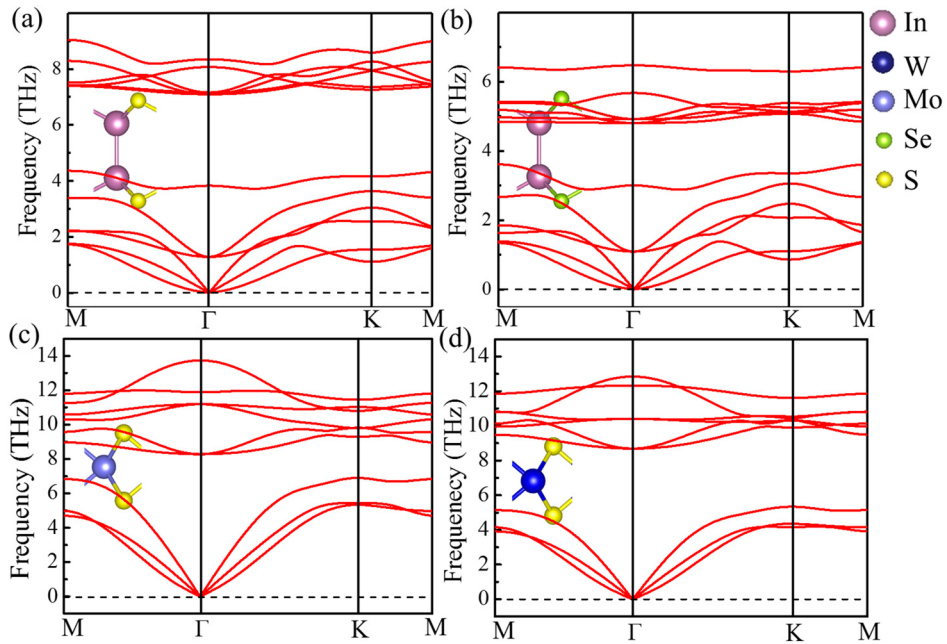 (a)
Frequency (THz)
8
6
4
2
0
M Γ K M
(b)
Frequency (THz)
6
4
2
0
M Γ K M
In
W
Mo
Se
S
(c)
Frequency (THz)
14
12
10
8
6
4
2
0
M Γ K M
(d)
Frequenecy (THz)
14
12
10
8
6
4
2
0
M Γ K M